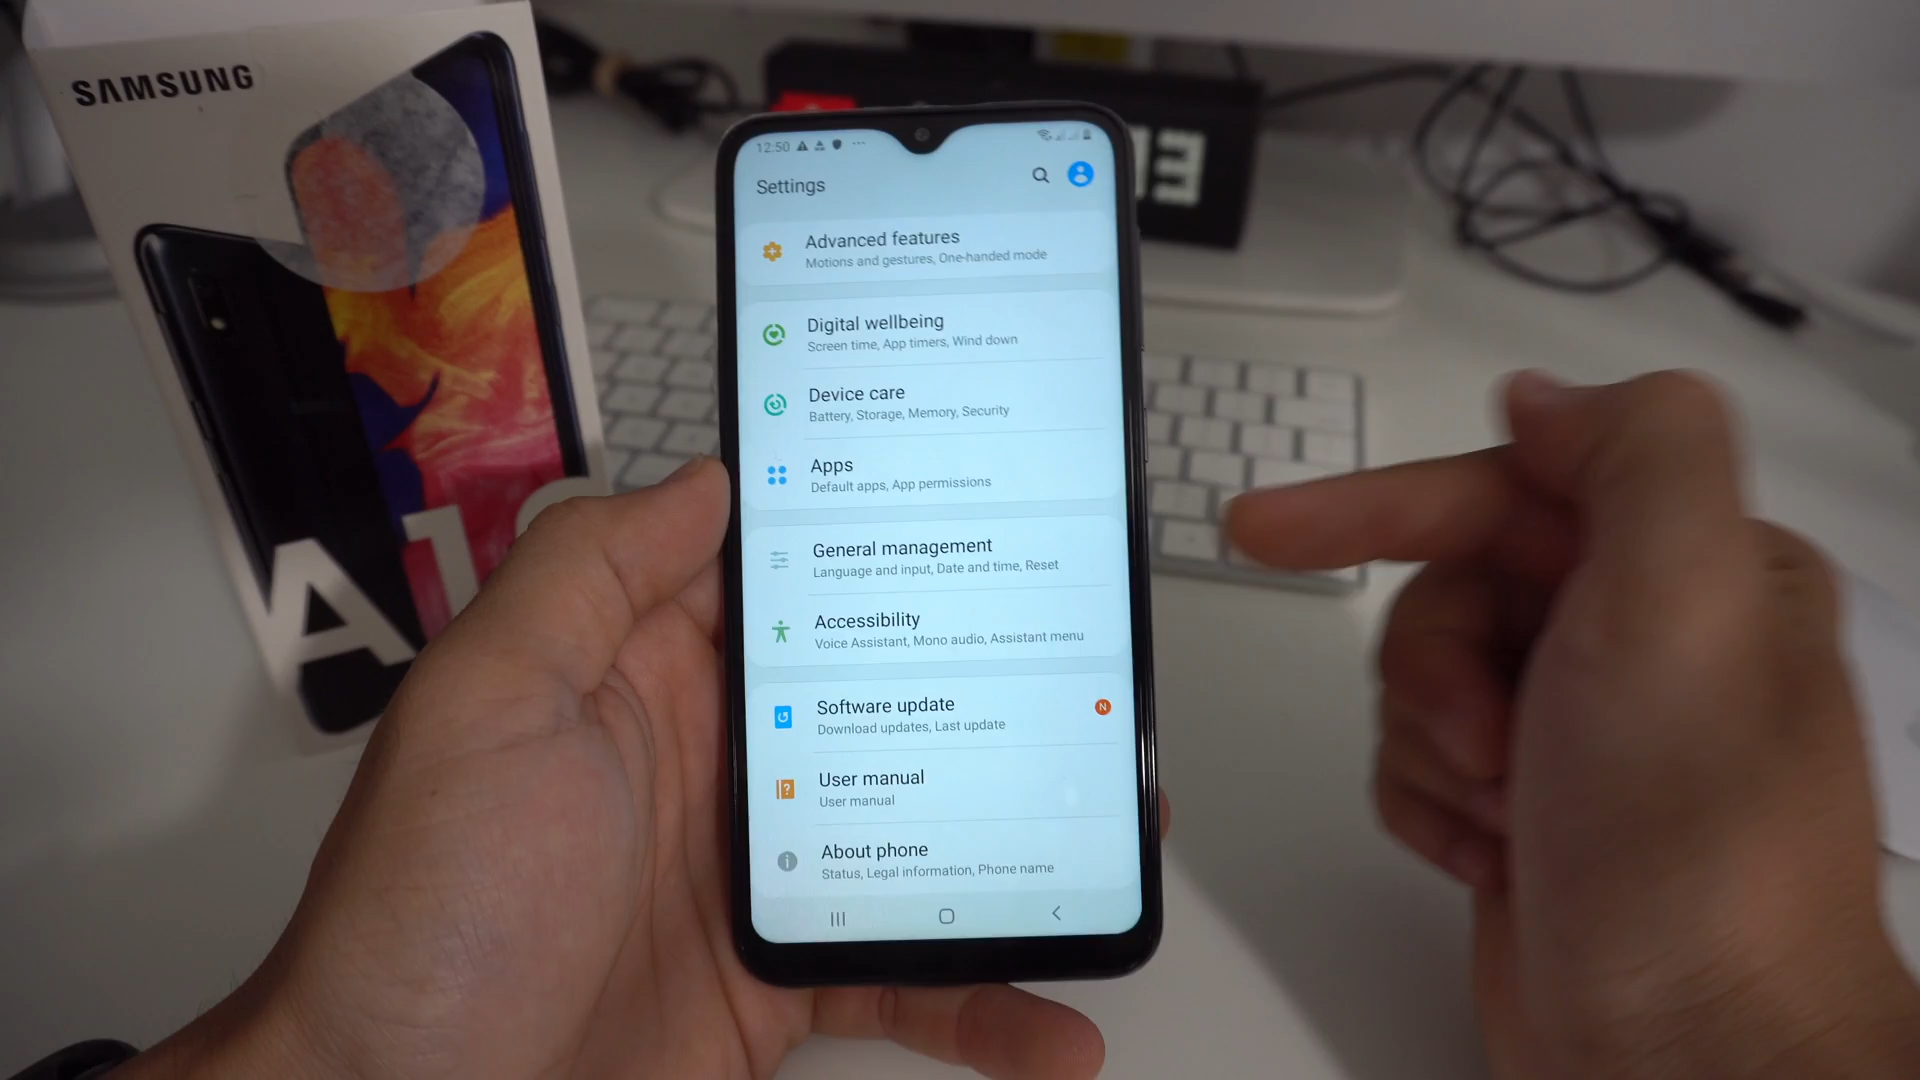 SAMSUNG
A10
12:50
Settings
Advanced features
Motions and gestures, One-handed mode
Digital wellbeing
Screen time, App timers, Wind down
Device care
Battery, Storage, Memory, Security
Apps
Default apps, App permissions
General management
Language and input, Date and time, Reset
Accessibility
Voice Assistant, Mono audio, Assistant menu
Software update
N
Download updates, Last update
User manual
User manual
About phone
Status, Legal information, Phone name